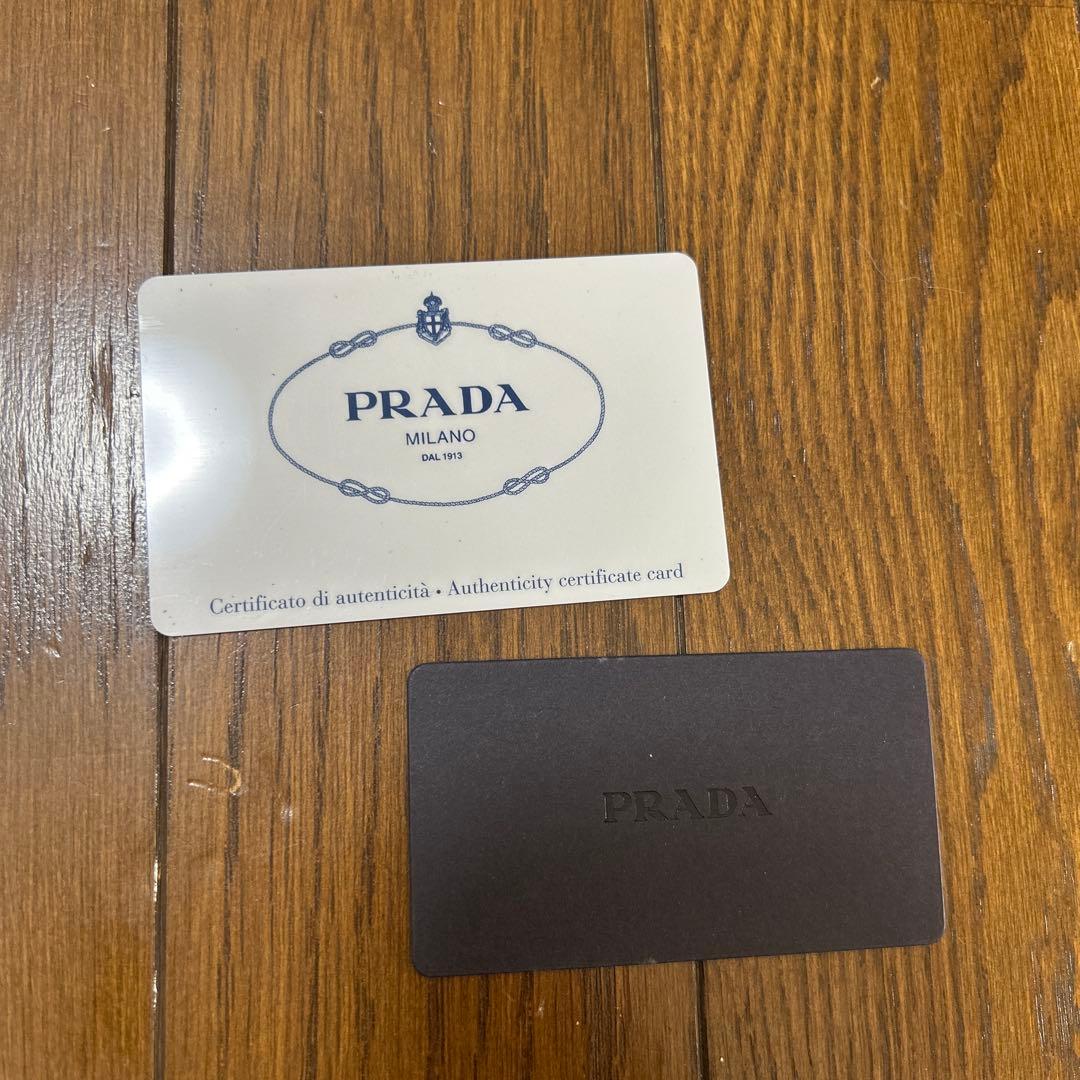 PRADA
MILANO
DAL 1913
Certificato di autenticità • Authenticity certificate card
PRADA